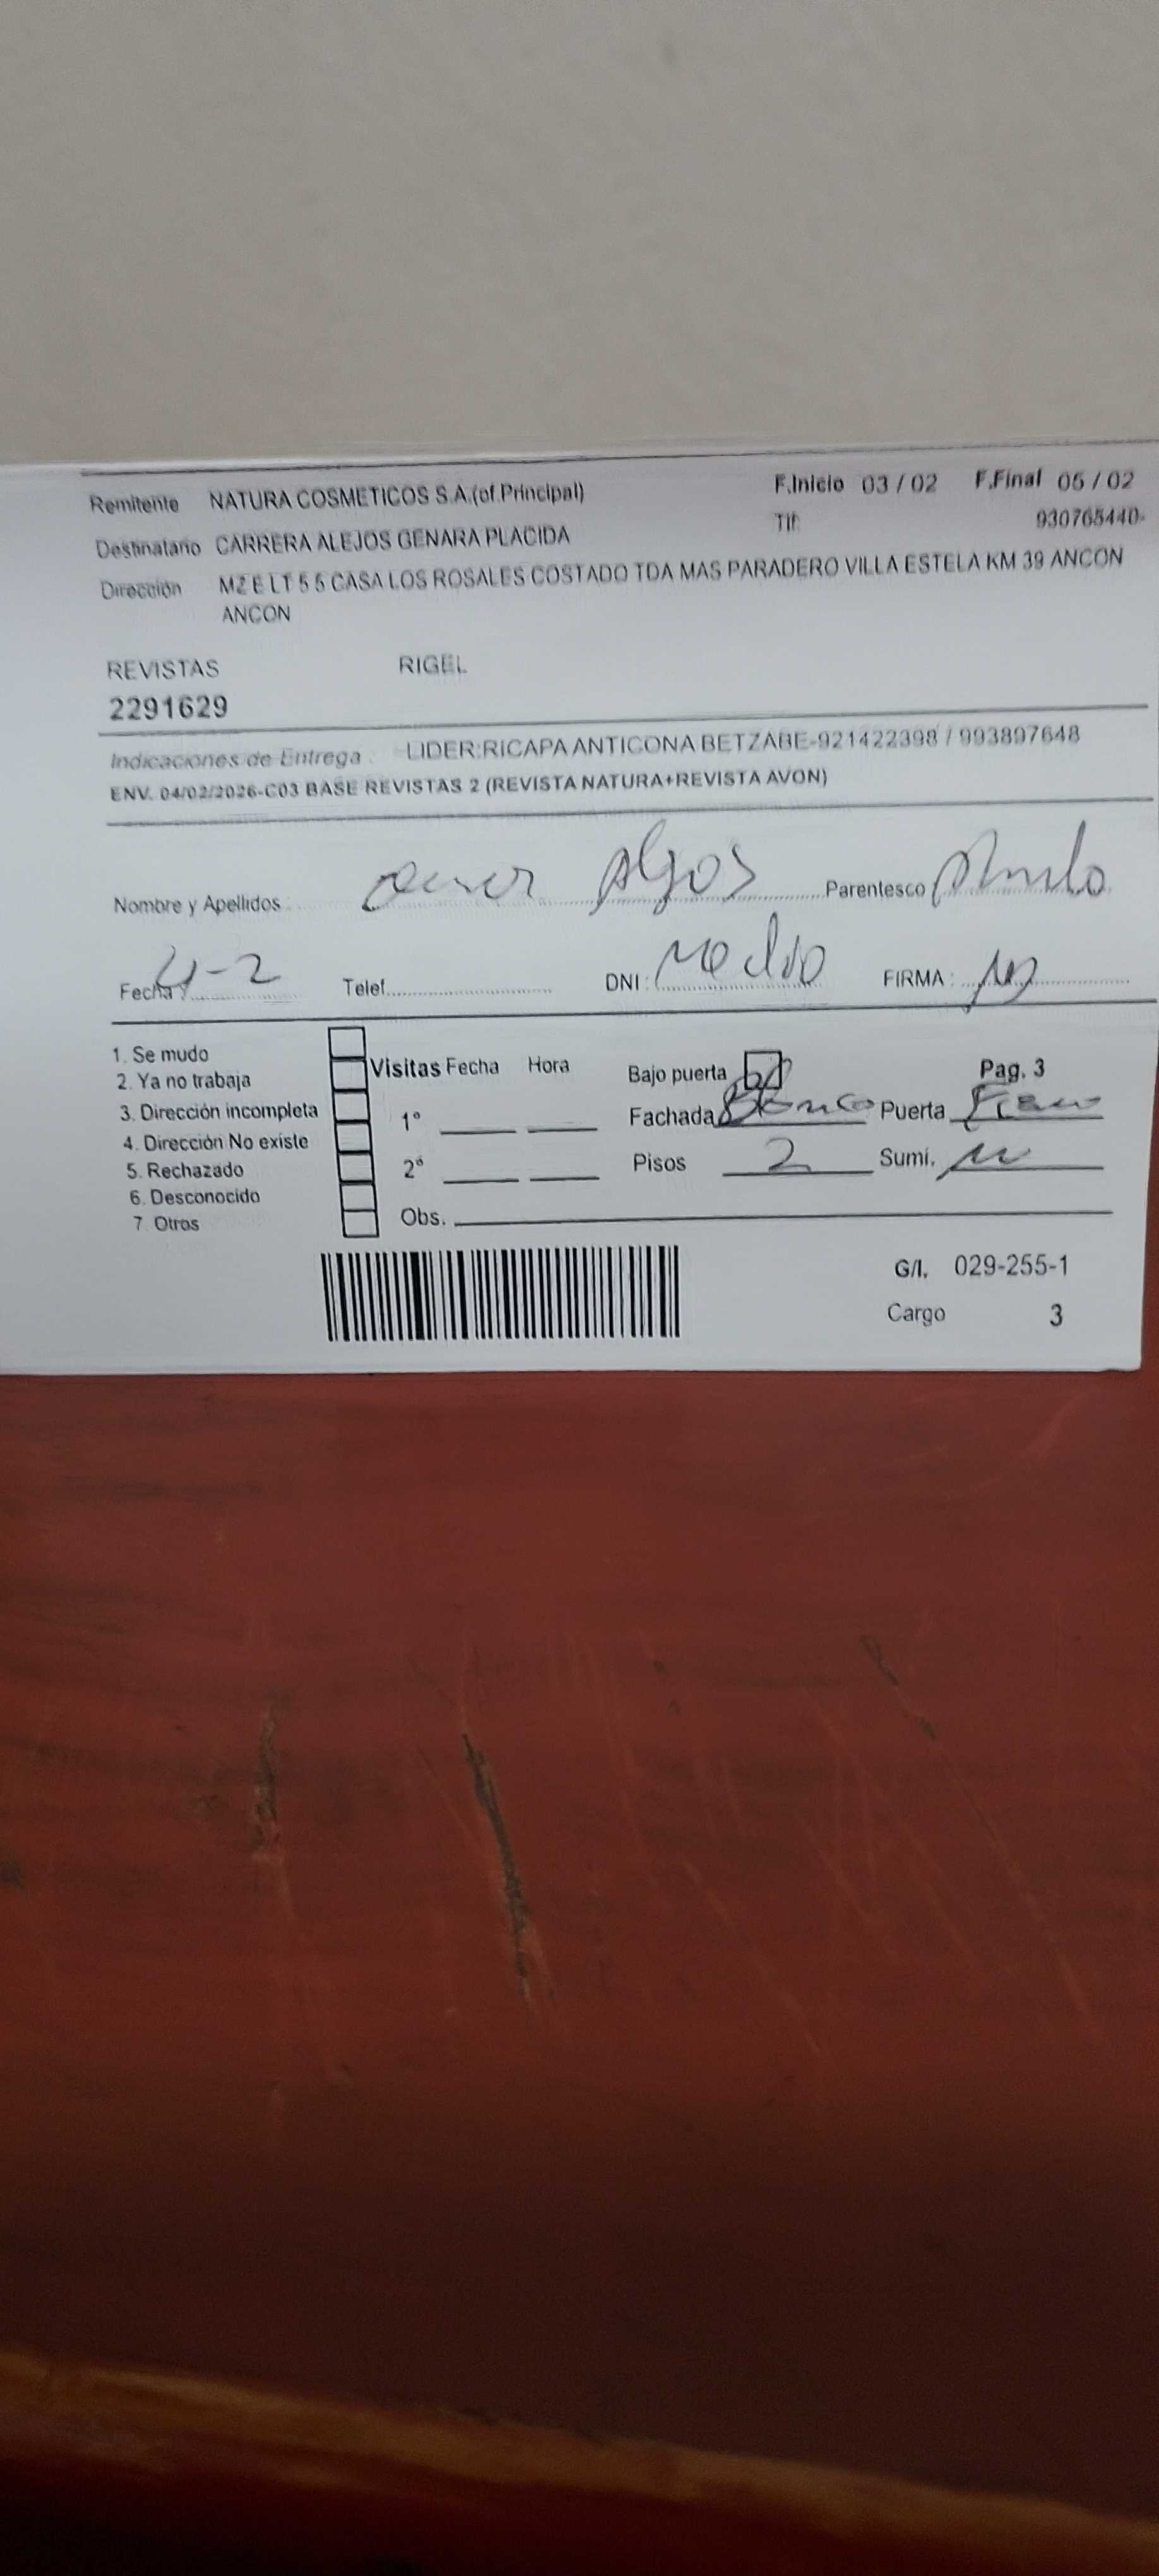 Remitente NATURA COSMETICOS S.A.(of.Principal) F.Inicio 03 / 02 F.Final 05 / 02
Destinatario CARRERA ALEJOS GENARA PLACIDA Tlf: 930765440-
Dirección MZ E LT 5 5 CASA LOS ROSALES COSTADO TDA MAS PARADERO VILLA ESTELA KM 39 ANCON
ANCON
REVISTAS RIGEL
2291629
Indicaciones de Entrega : LIDER:RICAPA ANTICONA BETZABE-921422398 / 993897648
ENV. 04/02/2026-C03 BASE REVISTAS 2 (REVISTA NATURA+REVISTA AVON)
Nombre y Apellidos : Parentesco
Fecha : 4-2 Telef. DNI : FIRMA :
1. Se mudo
2. Ya no trabaja
3. Dirección incompleta
4. Dirección No existe
5. Rechazado
6. Desconocido
7. Otros
Visitas Fecha Hora
1º
2º
Obs.
Bajo puerta Pag. 3
Fachada Blanco Puerta
Pisos 2 Sumi.
G/I. 029-255-1
Cargo 3